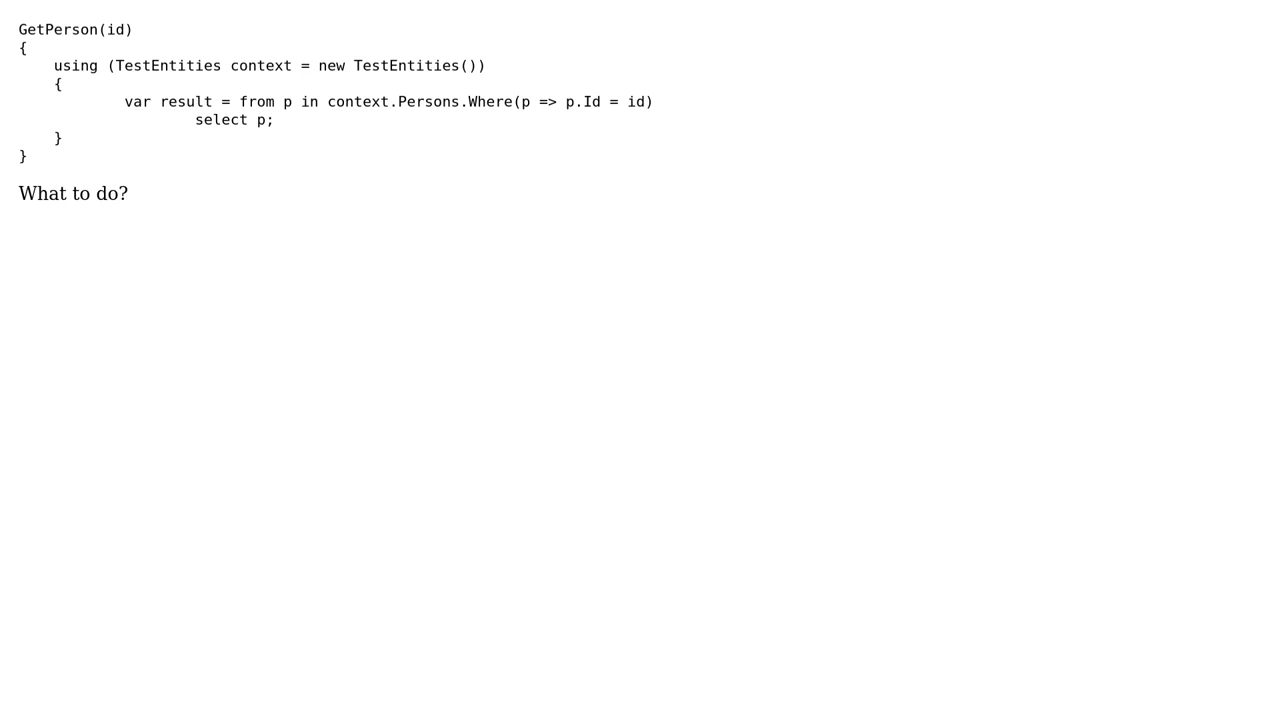 GetPerson(id)
{
    using (TestEntities context = new TestEntities())
    {
            var result = from p in context.Persons.Where(p => p.Id = id)
                    select p;
    }
}
What to do?